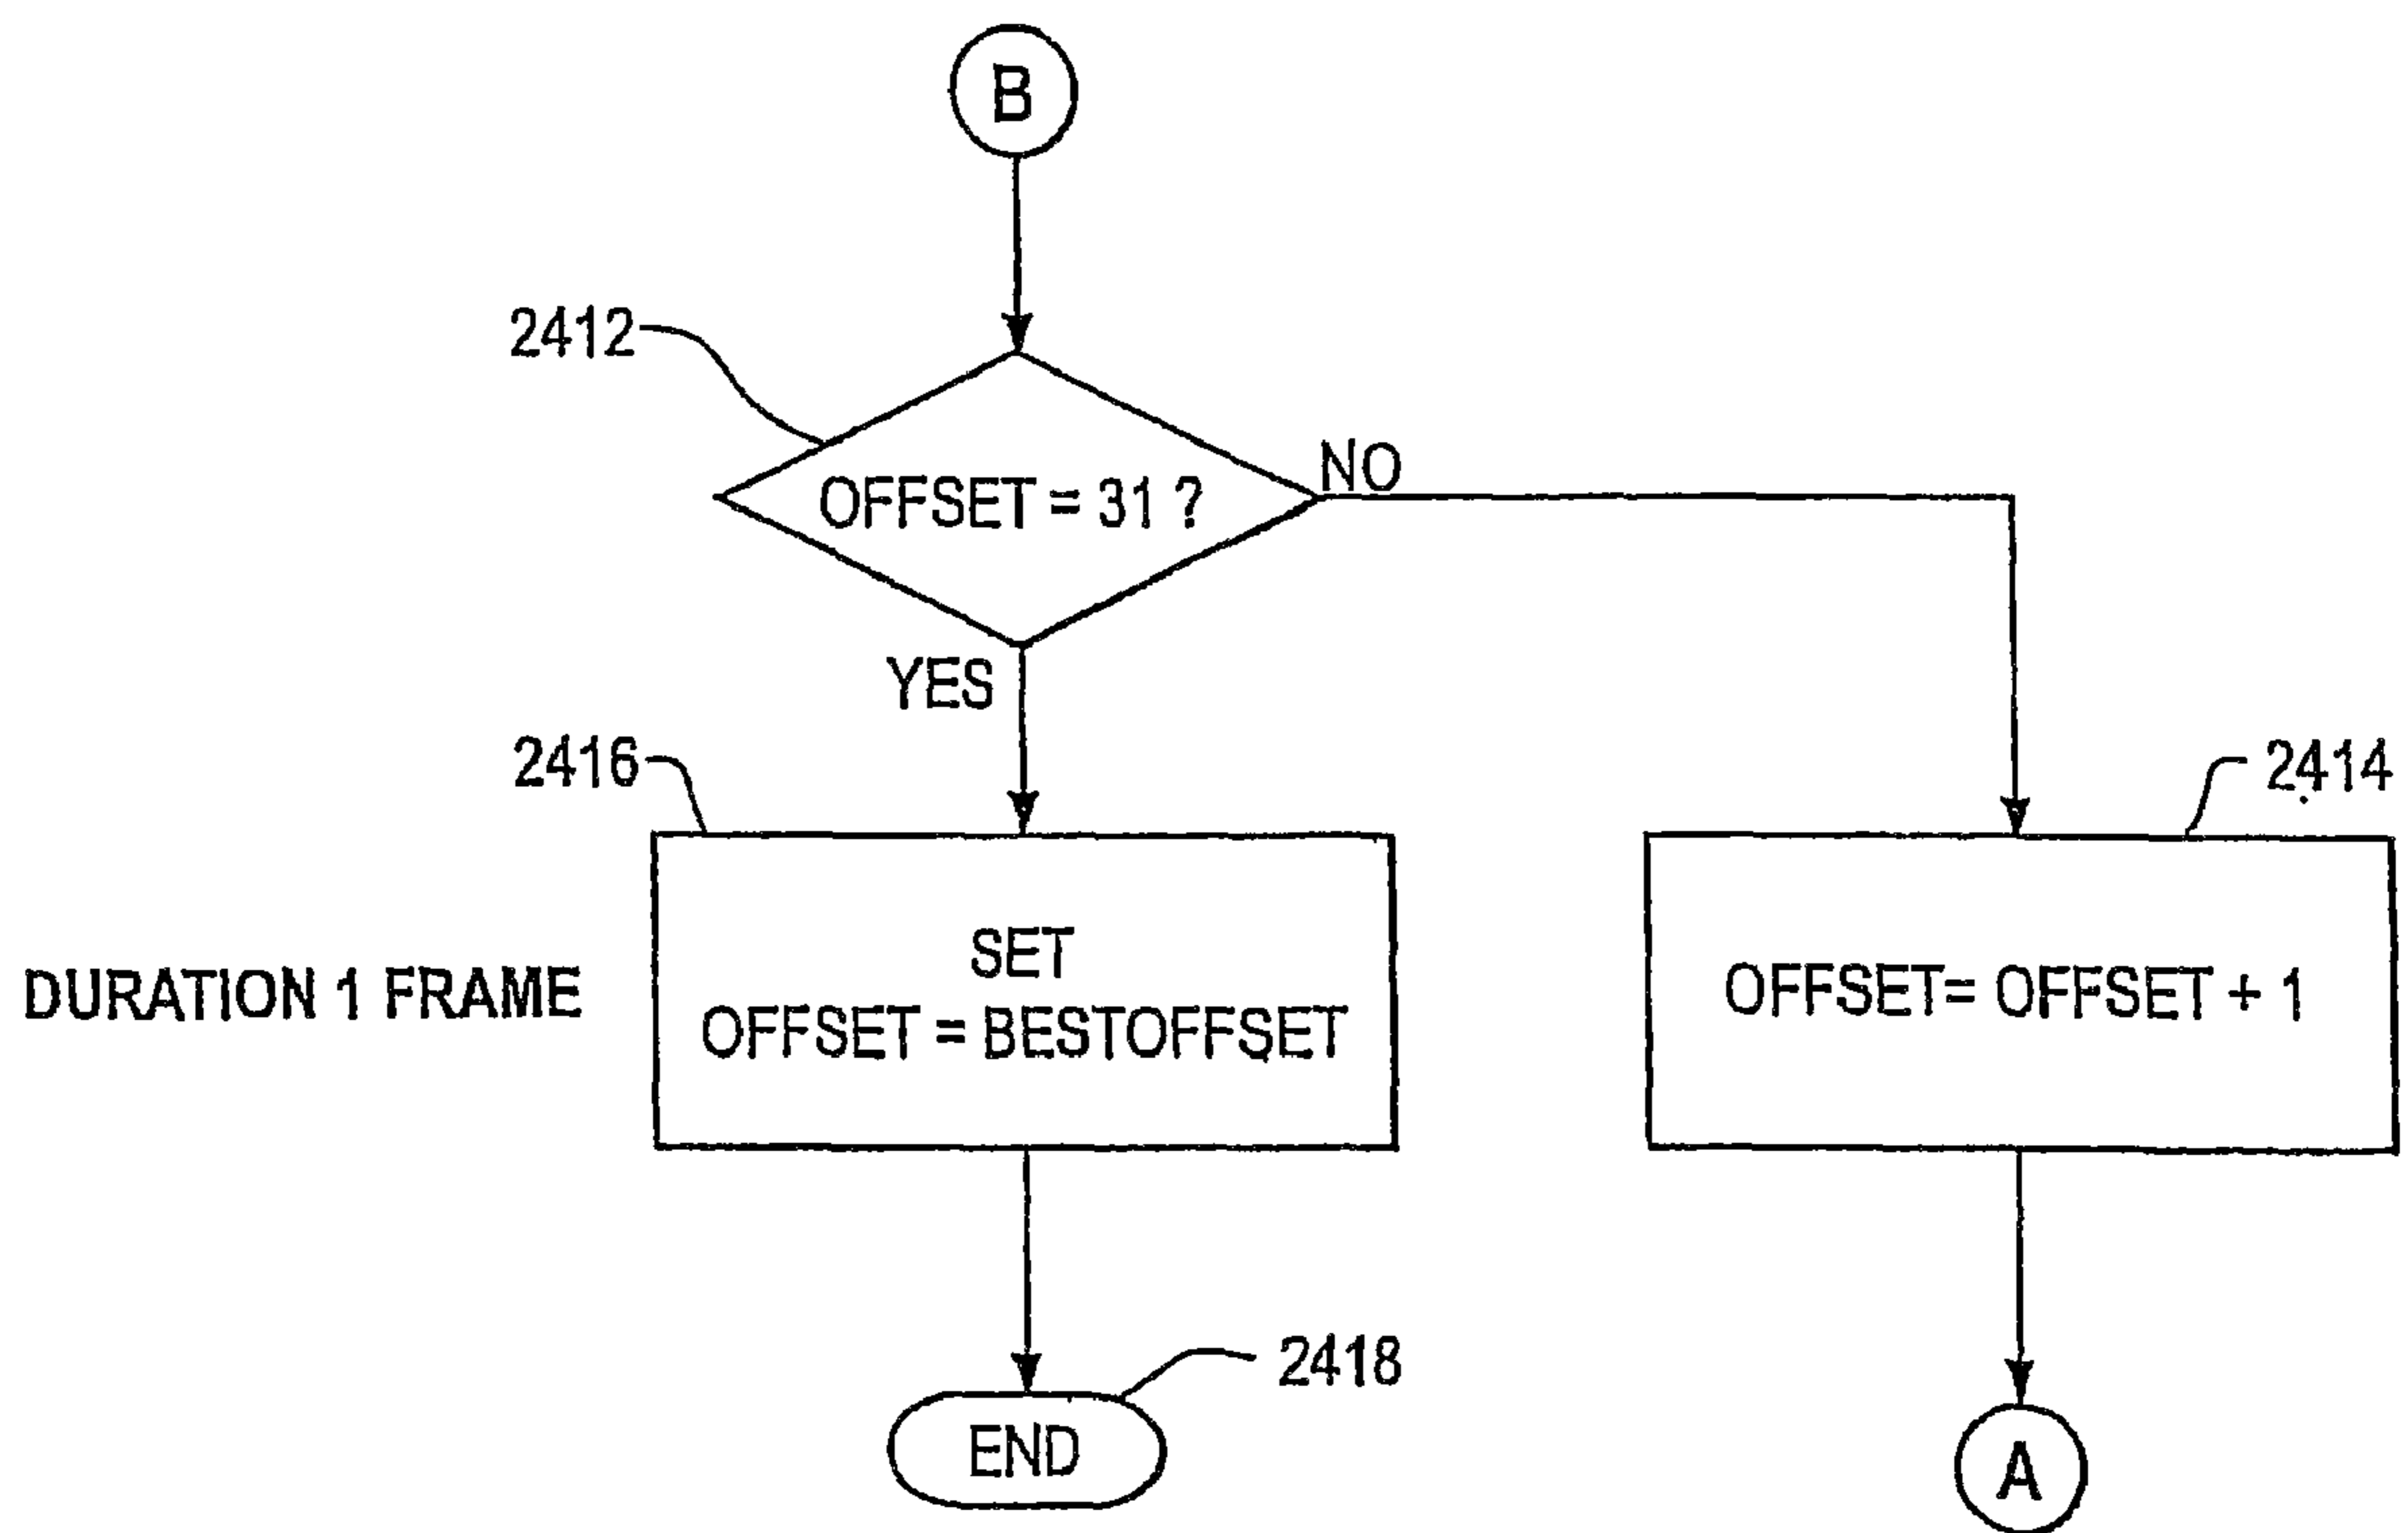 B
2412
OFFSET = 31 ?
NO
YES
2416
2414
SET
OFFSET = BESTOFFSET
DURATION 1 FRAME
OFFSET= OFFSET + 1
2418
END
A